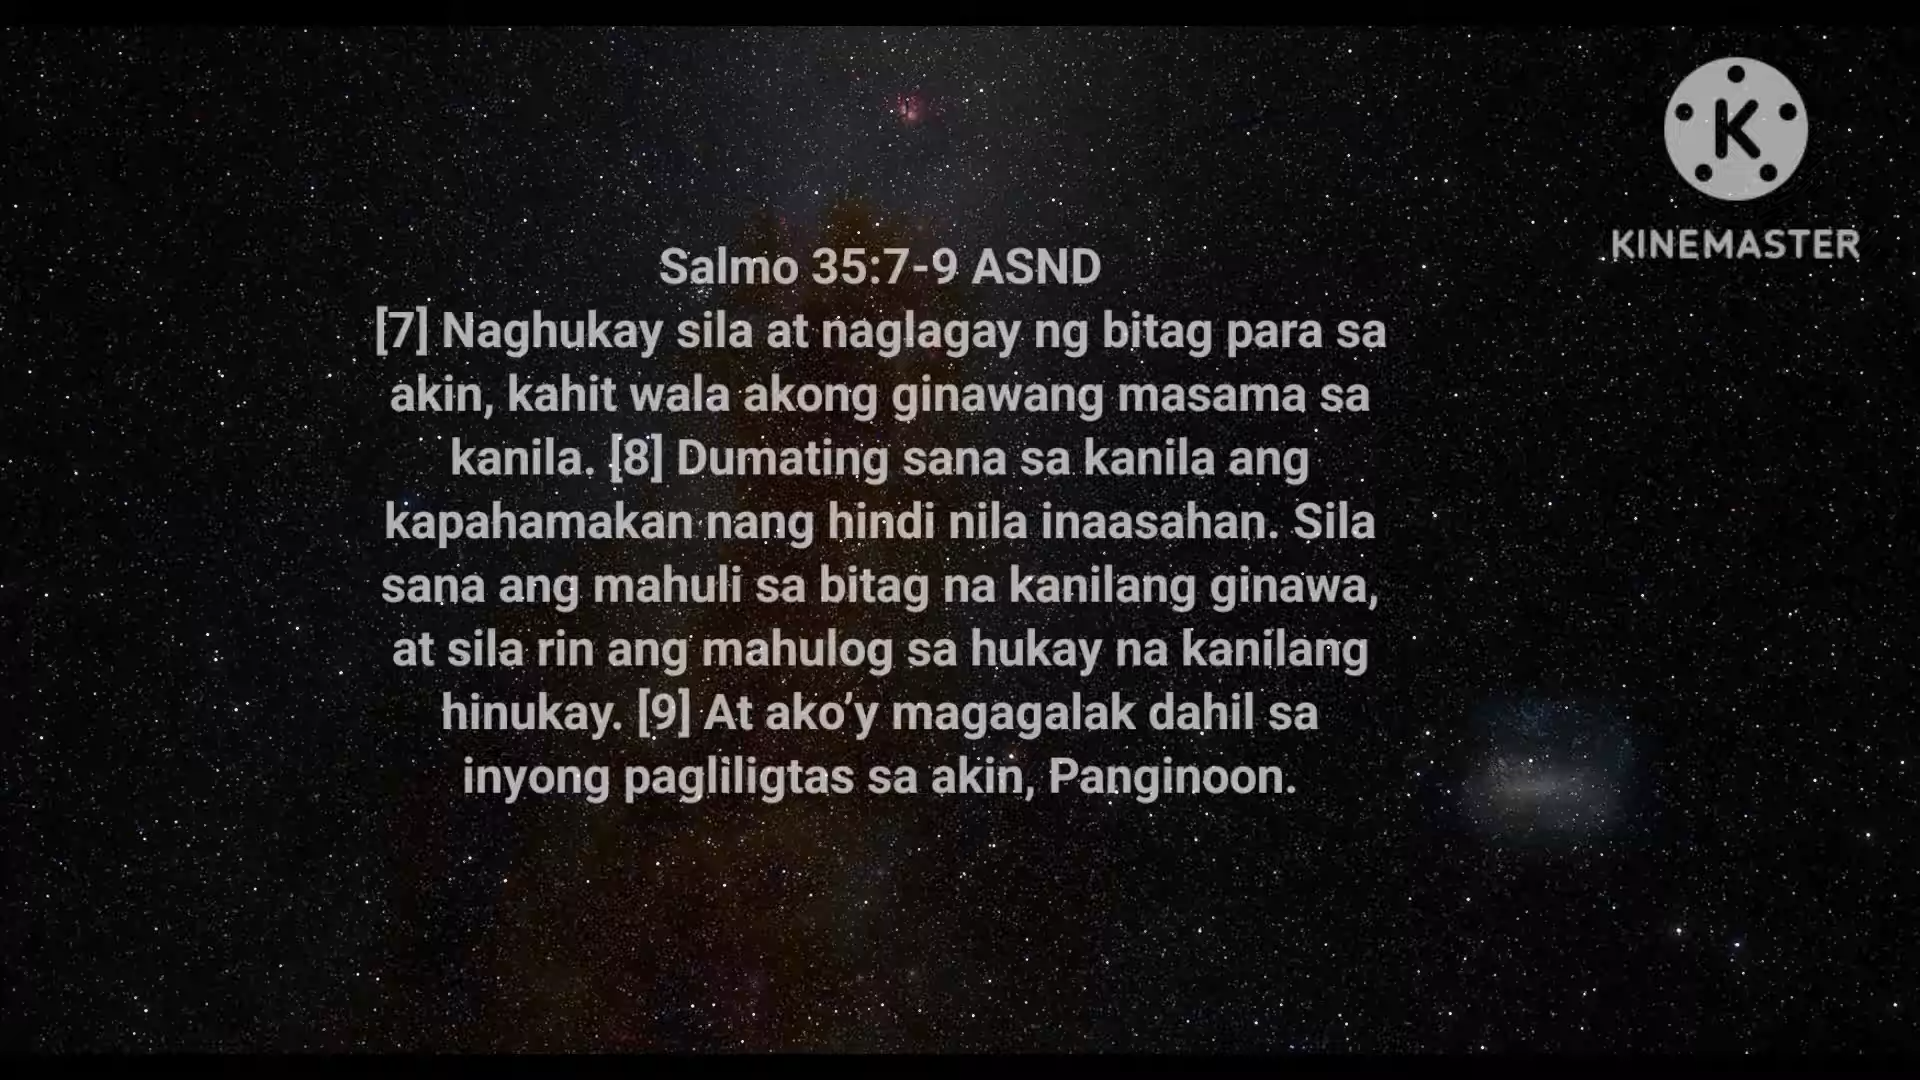 K
KINEMASTER
Salmo 35:7-9 ASND
[7] Naghukay sila at naglagay ng bitag para sa
akin, kahit wala akong ginawang masama sa
kanila. [8] Dumating sana sa kanila ang
kapahamakan nang hindi nila inaasahan. Sila
sana ang mahuli sa bitag na kanilang ginawa,
at sila rin ang mahulog sa hukay na kanilang
hinukay. [9] At ako’y magagalak dahil sa
inyong pagliligtas sa akin, Panginoon.